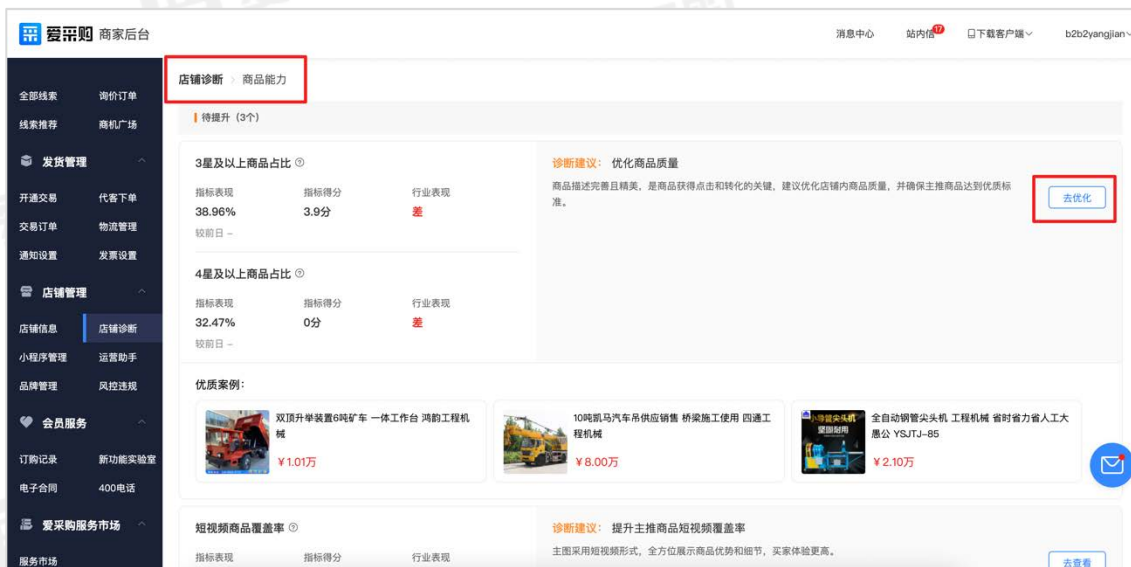 爱采购 商家后台
消息中心 站内信 17 下载客户端 b2b2yangjian
全部线索 询价订单
线索推荐 商机广场
发货管理
开通交易 代客下单
交易订单 物流管理
通知设置 发票设置
店铺管理
店铺信息 店铺诊断
小程序管理 运营助手
品牌管理 风控违规
会员服务
订购记录 新功能实验室
电子合同 400电话
爱采购服务市场
服务市场
店铺诊断 > 商品能力
待提升（3个）
3星及以上商品占比
指标表现 指标得分 行业表现
38.96% 3.9分 差
较前日 –
4星及以上商品占比
指标表现 指标得分 行业表现
32.47% 0分 差
较前日 –
诊断建议： 优化商品质量
商品描述完善且精美，是商品获得点击和转化的关键，建议优化店铺内商品质量，并确保主推商品达到优质标
准。
去优化
优质案例：
双顶升举装置6吨矿车 一体工作台 鸿韵工程机
械
¥1.01万
10吨凯马汽车吊供应销售 桥梁施工使用 四通工
程机械
¥8.00万
坚固耐用
全自动钢管尖头机 工程机械 省时省力省人工大
愚公 YSJTJ-85
¥2.10万
短视频商品覆盖率
指标表现 指标得分 行业表现
诊断建议： 提升主推商品短视频覆盖率
主图采用短视频形式，全方位展示商品优势和细节，买家体验更高。
去查看